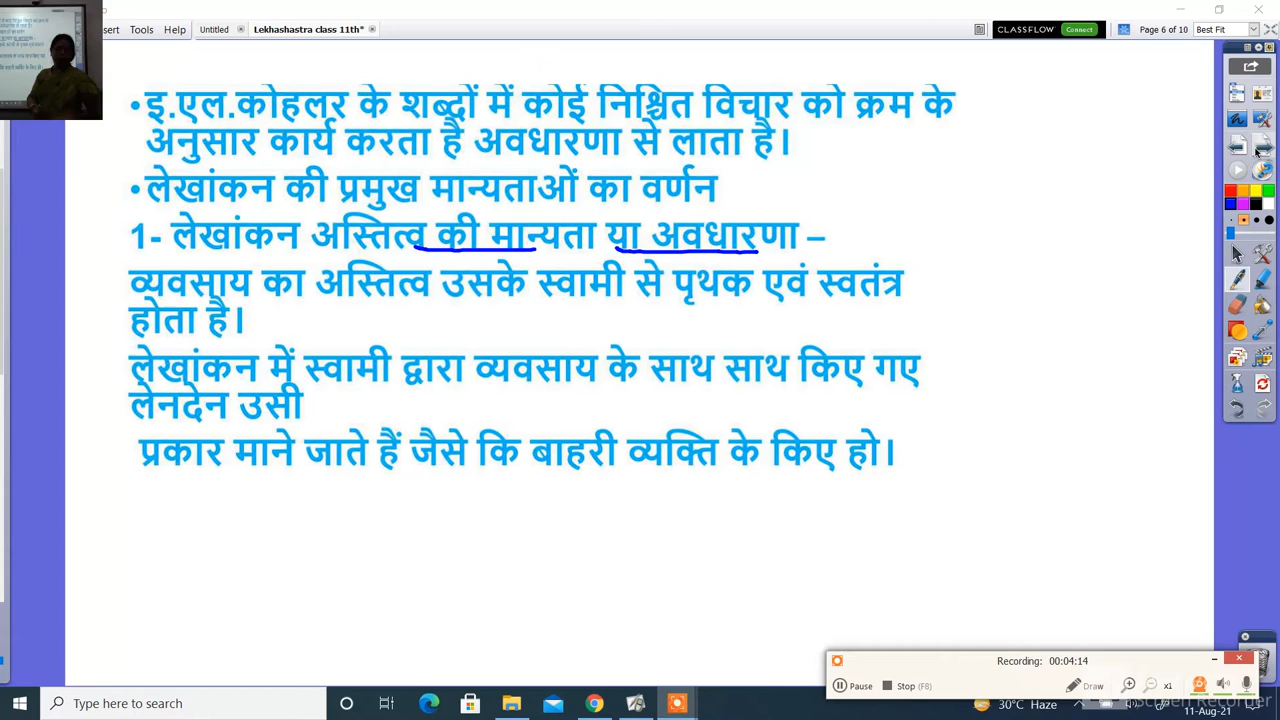 ssert Tools Help Untitled Lekhashastra class 11th* CLASSFLOW Connect Page 6 of 10 Best Fit
•इ.एल.कोहलर के शब्दों में कोई निश्चित विचार को क्रम के
अनुसार कार्य करता है अवधारणा से लाता है।
•लेखांकन की प्रमुख मान्यताओं का वर्णन
1- लेखांकन अस्तित्व की मान्यता या अवधारणा –
व्यवसाय का अस्तित्व उसके स्वामी से पृथक एवं स्वतंत्र
होता है।
लेखांकन में स्वामी द्वारा व्यवसाय के साथ साथ किए गए
लेनदेन उसी
प्रकार माने जाते हैं जैसे कि बाहरी व्यक्ति के किए हो।
Recording: 00:04:14
Pause Stop (F8) x1 Draw
Type here to search
30°C Haze
11-Aug-21